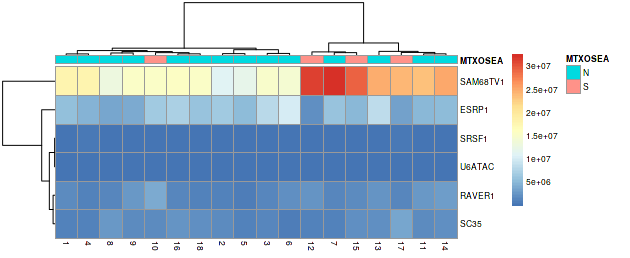 MTXOSEA
SAM68TV1
ESRP1
SRSF1
U6ATAC
RAVER1
SC35
1 4 8 9 10 16 18 2 5 3 6 12 7 15 13 17 11 14
3e+07
2.5e+07
2e+07
1.5e+07
1e+07
5e+06
MTXOSEA
N
S